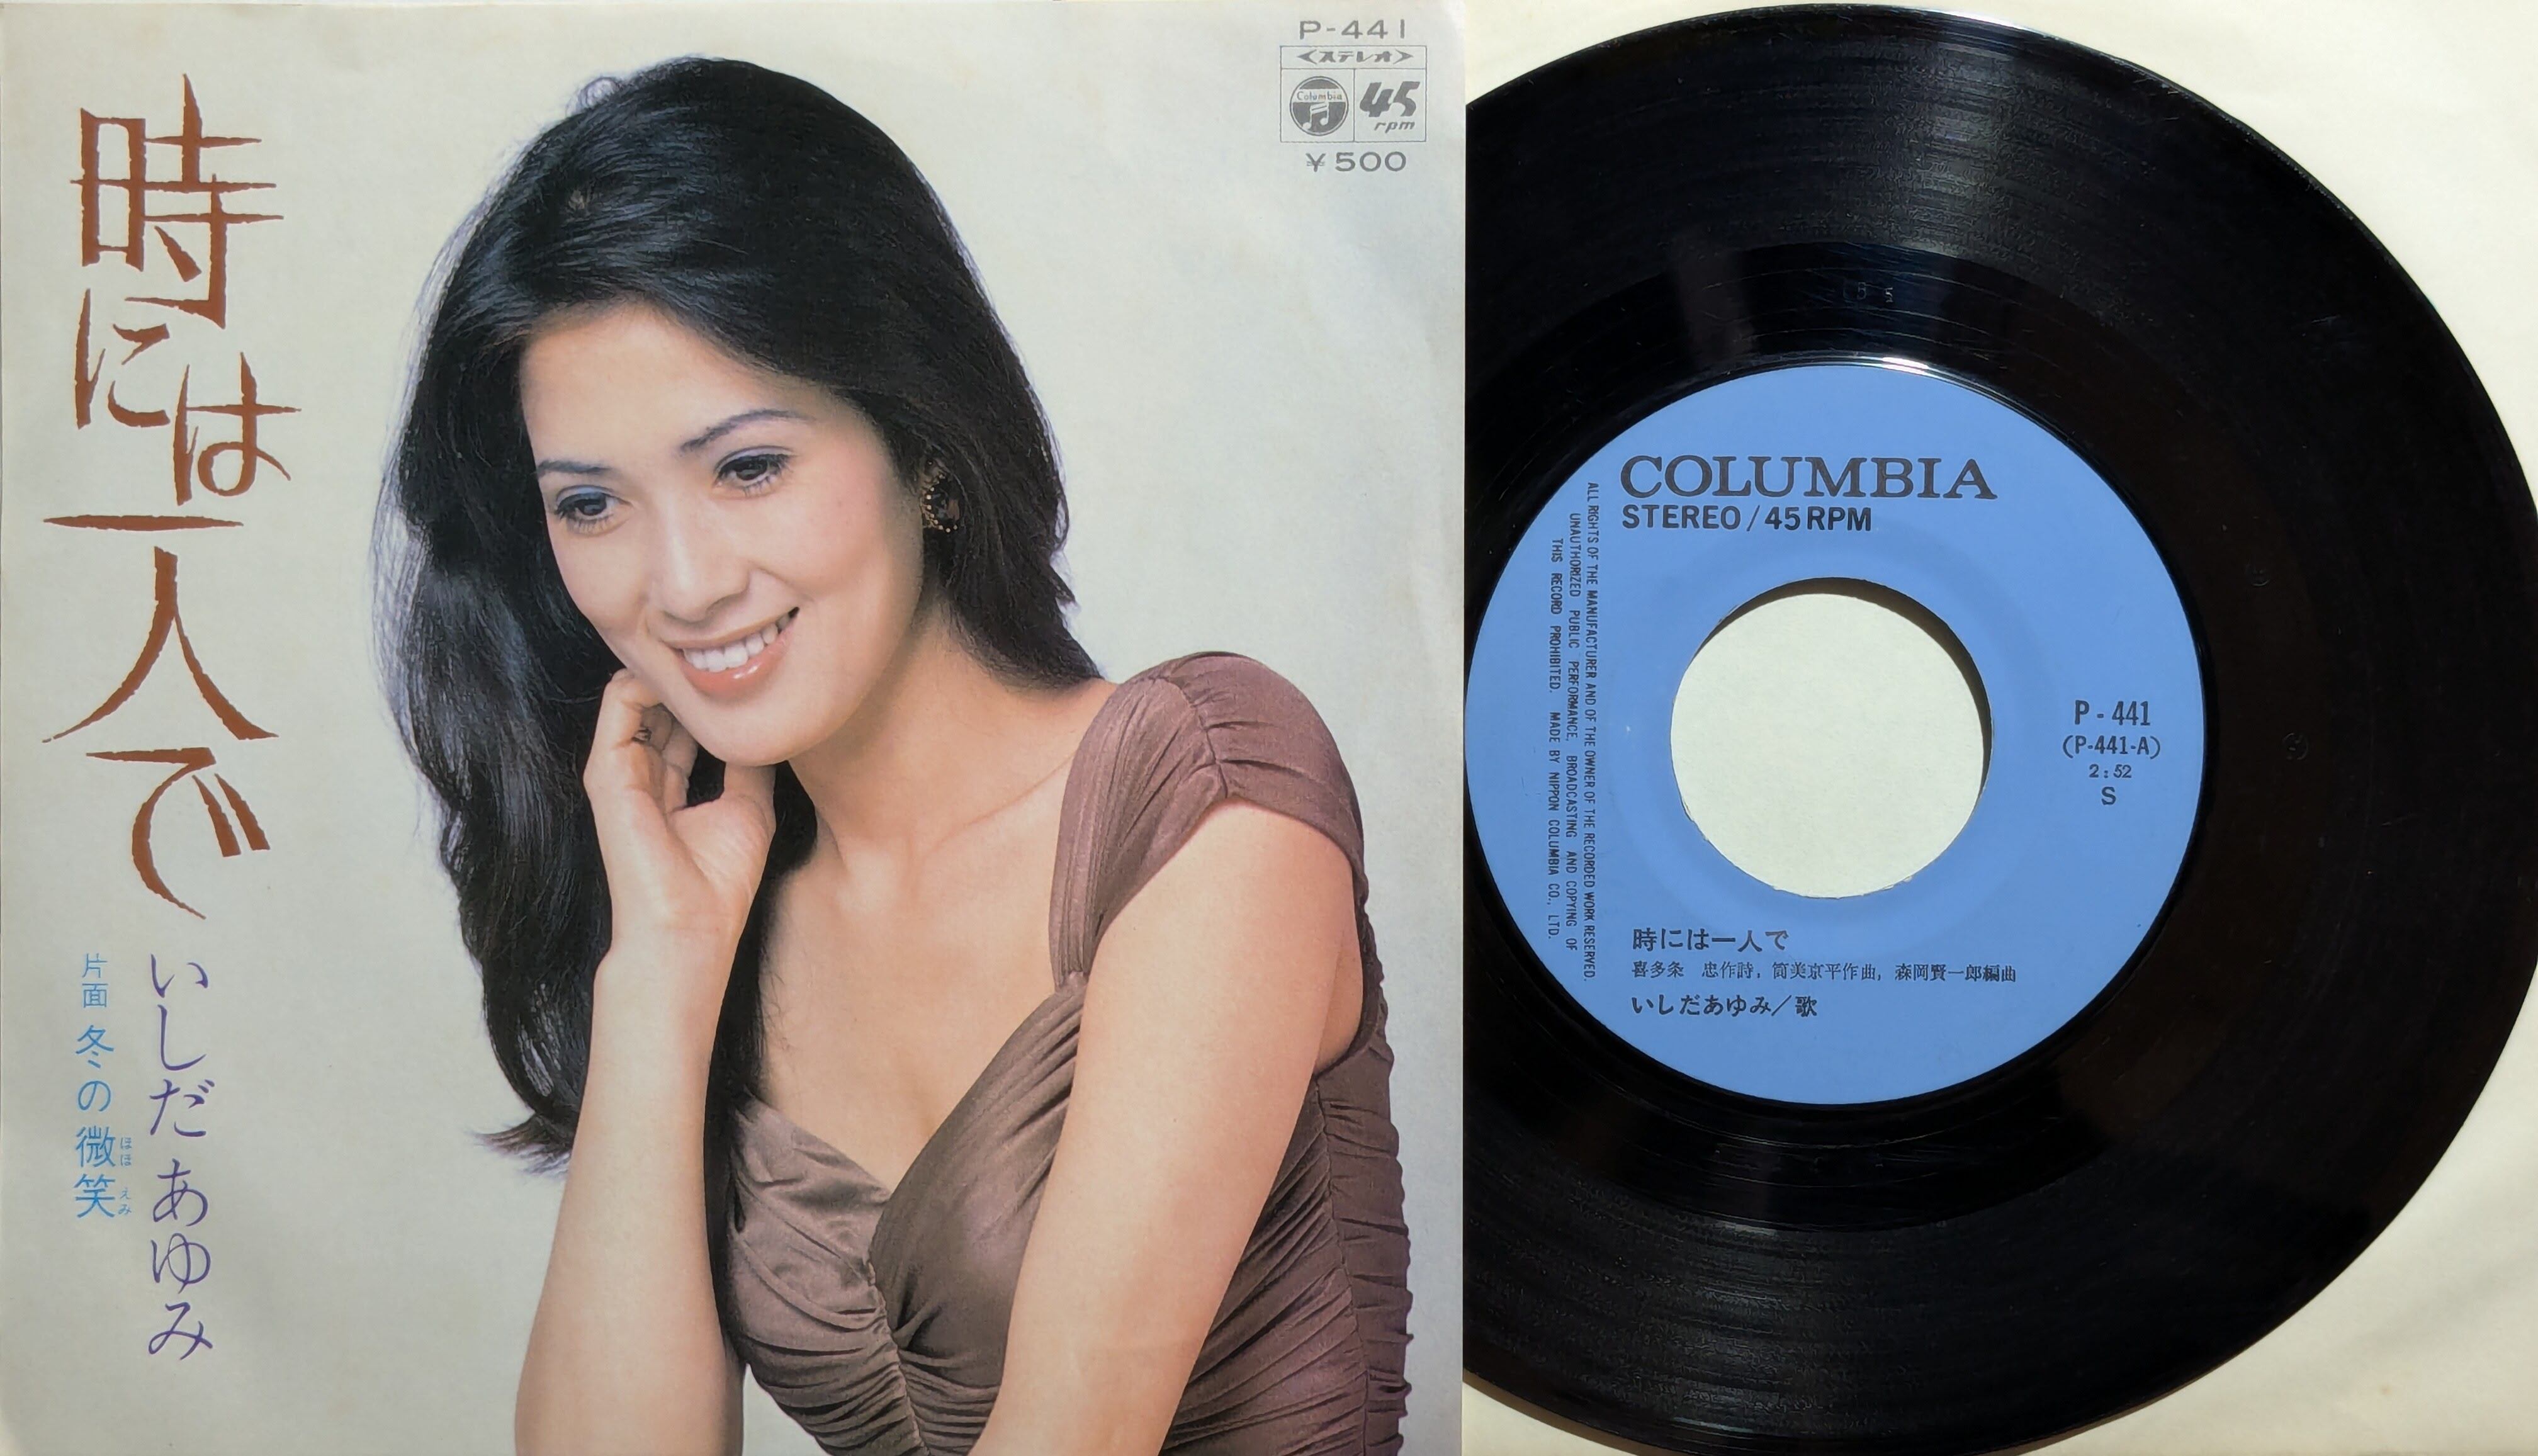 P-441
<ステレオ>
Columbia
45
rpm
¥500
時には一人で
いしだあゆみ
片面 冬の微笑
ほほえみ
COLUMBIA
STEREO/45RPM
ALL RIGHTS OF THE MANUFACTURER AND OF THE OWNER OF THE RECORDED WORK RESERVED.
UNAUTHORIZED PUBLIC PERFORMANCE, BROADCASTING AND COPYING OF
THIS RECORD PROHIBITED. MADE BY NIPPON COLUMBIA CO., LTD.
P-441
(P-441-A)
2:52
S
時には一人で
喜多条 忠作詩, 筒美京平作曲, 森岡賢一郎編曲
いしだあゆみ/歌